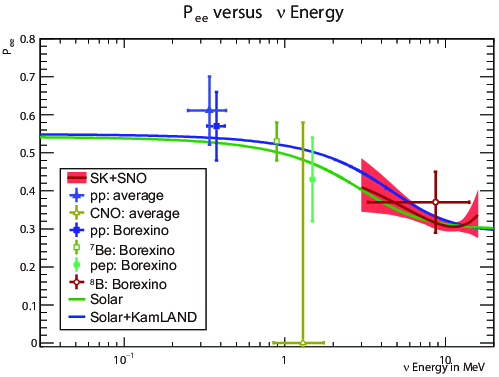 P_ee versus ν Energy
P_ee
0.8
0.7
0.6
0.5
0.4
0.3
0.2
0.1
0
SK+SNO
pp: average
CNO: average
pp: Borexino
⁷Be: Borexino
pep: Borexino
⁸B: Borexino
Solar
Solar+KamLAND
10⁻¹ 1 10
ν Energy in MeV